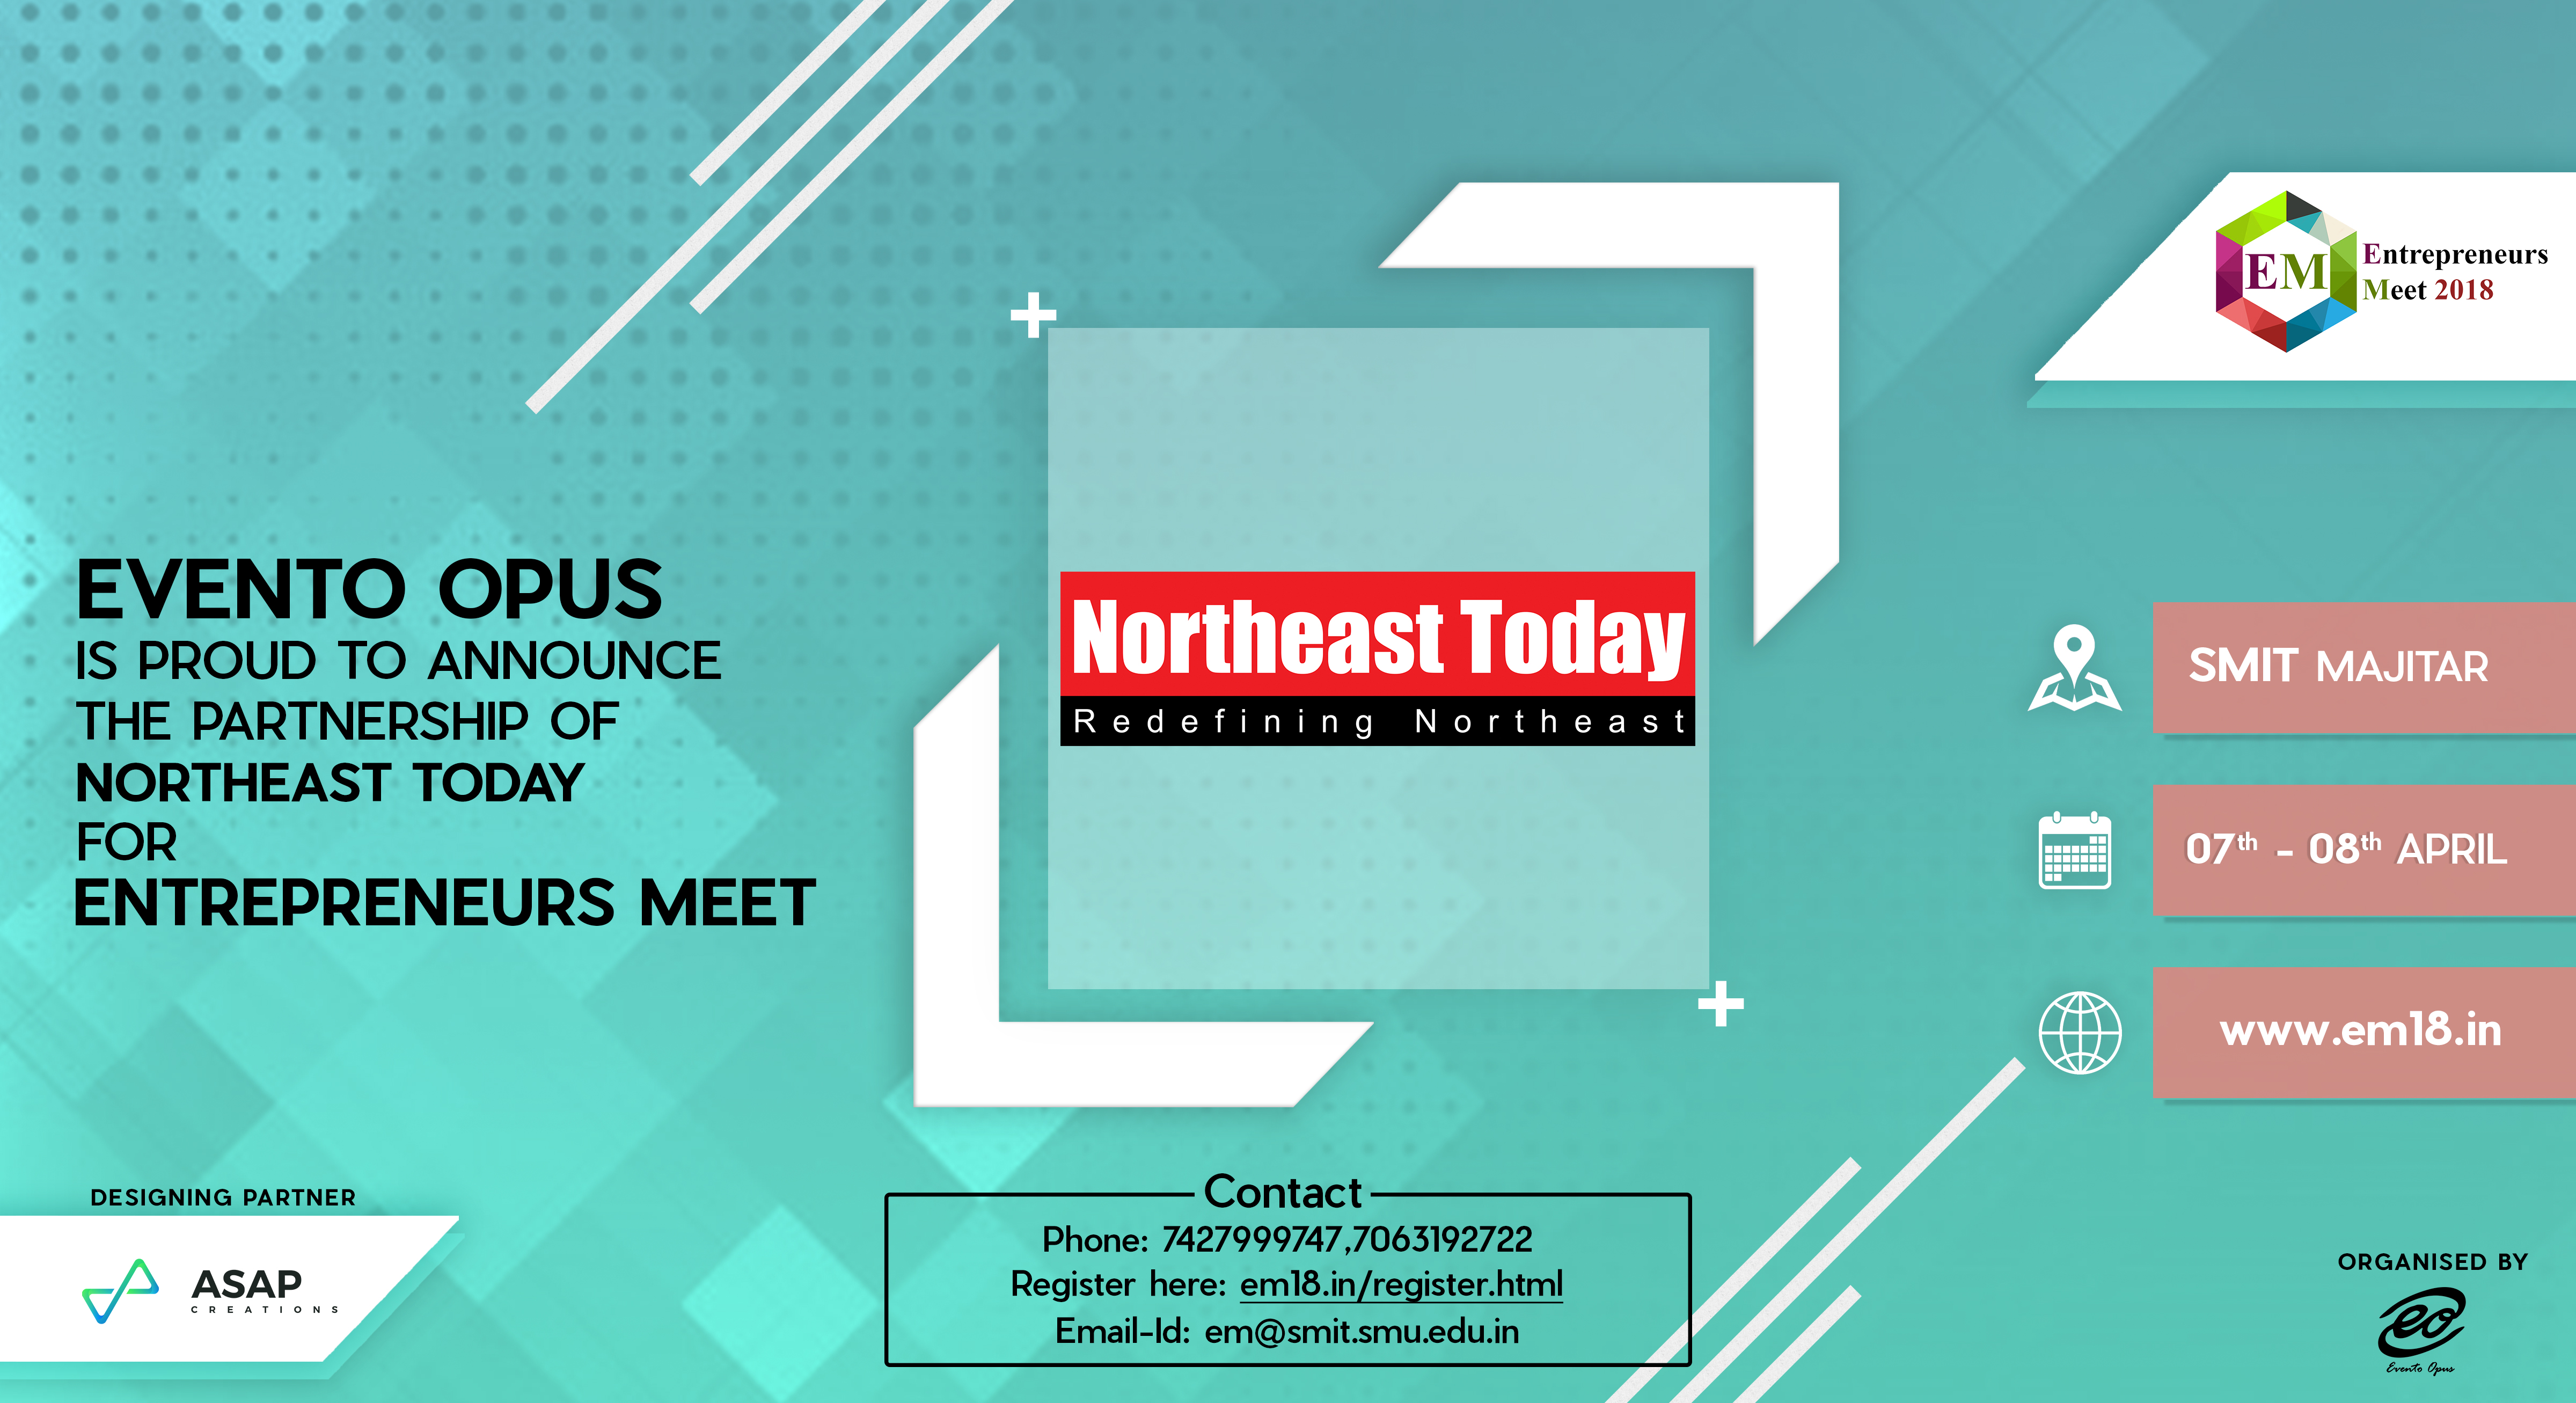 EVENTO OPUS
IS PROUD TO ANNOUNCE
THE PARTNERSHIP OF
NORTHEAST TODAY
FOR
ENTREPRENEURS MEET
DESIGNING PARTNER
ASAP
CREATIONS
Northeast Today
Redefining Northeast
Contact
Phone: 7427999747,7063192722
Register here: em18.in/register.html
Email-Id: em@smit.smu.edu.in
EM
Entrepreneurs
Meet 2018
SMIT MAJITAR
07th - 08th APRIL
www.em18.in
ORGANISED BY
eo
Evento Opus